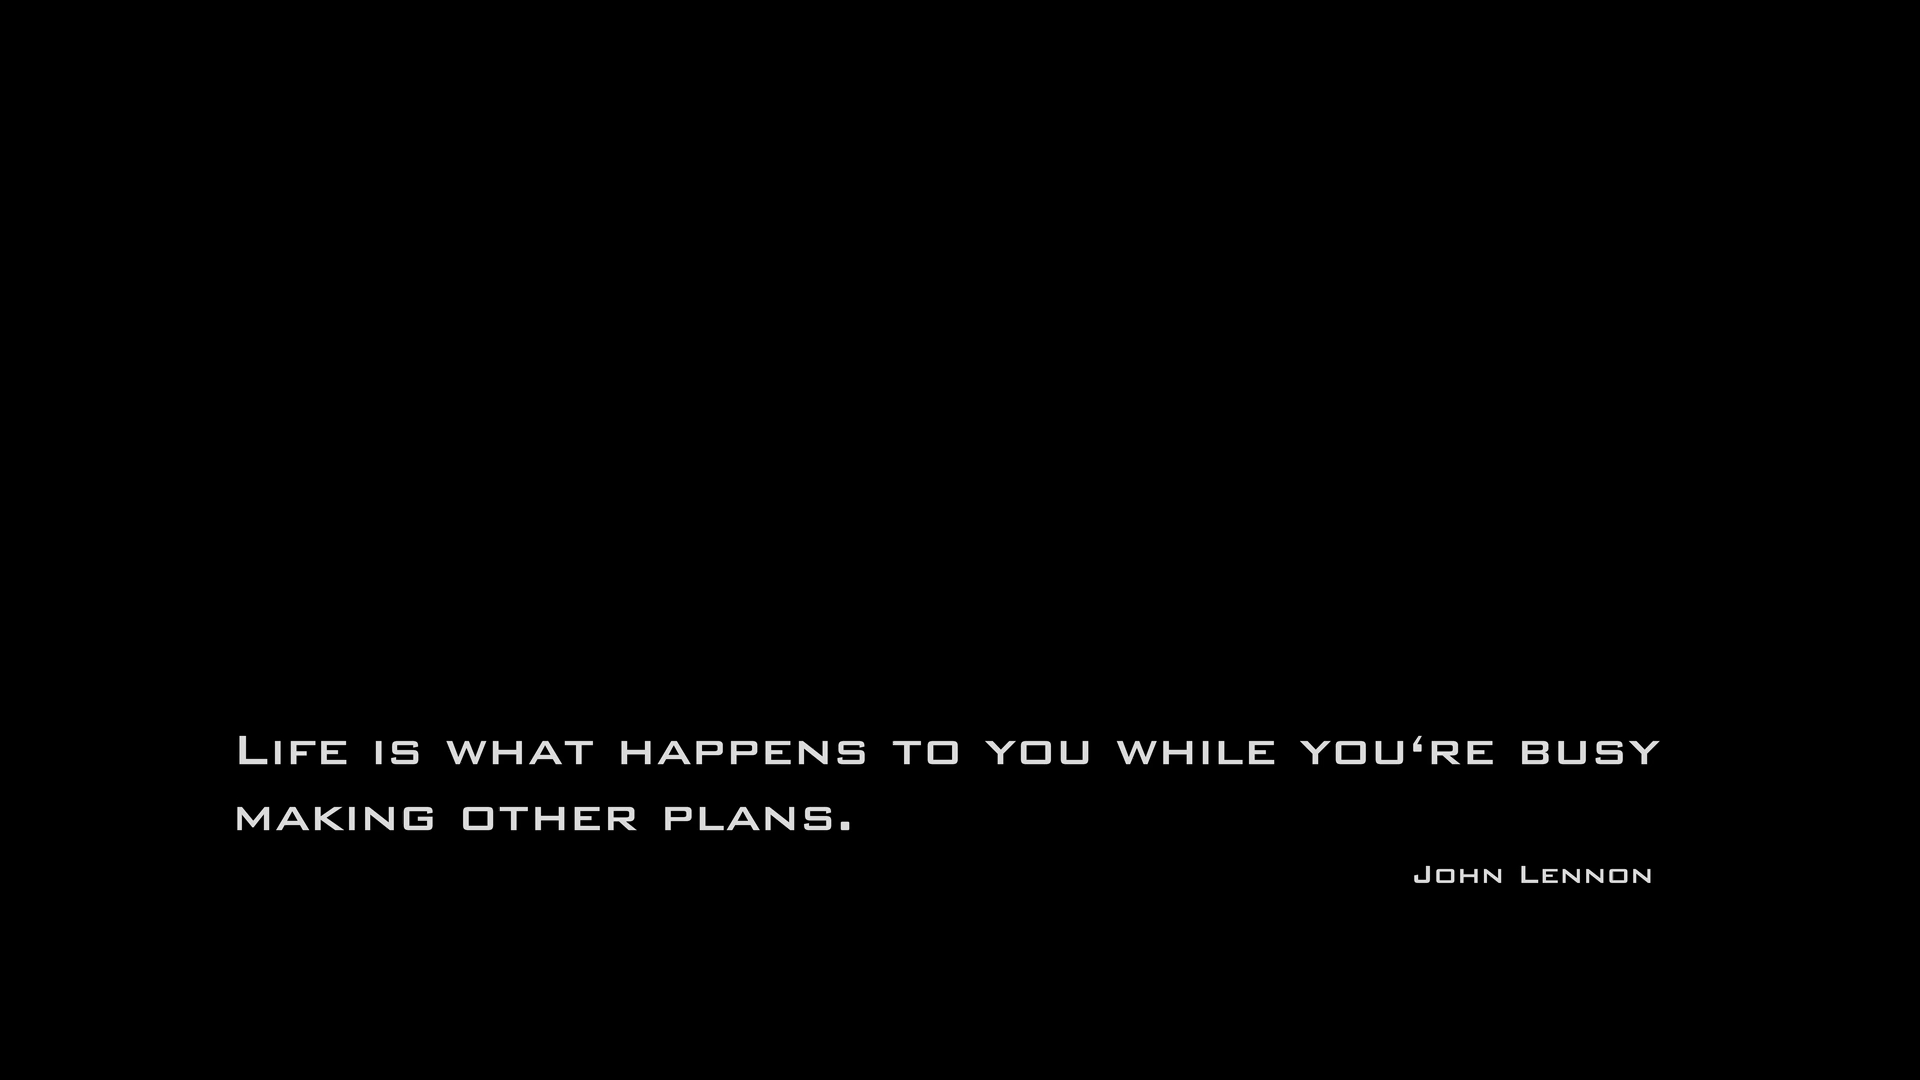 Life is what happens to you while you‘re busy
making other plans.
John Lennon